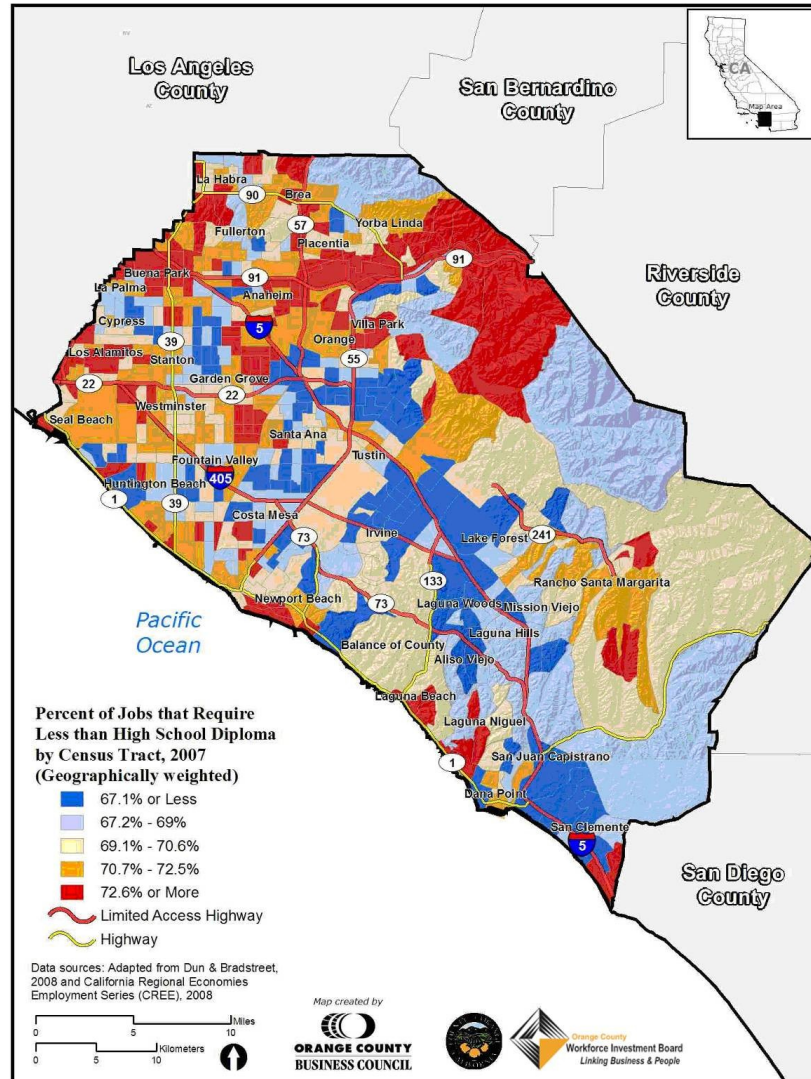 Los Angeles
County
San Bernardino
County
CA
Map Area
Riverside
County
La Habra
90
Brea
57
Yorba Linda
Fullerton
Placentia
91
Buena Park
91
La Palma
Anaheim
Cypress
5
Villa Park
39
Orange
Los Alamitos
55
Stanton
22
Garden Grove
22
Westminster
Seal Beach
Santa Ana
Tustin
Fountain Valley
405
Huntington Beach
1
39
Costa Mesa
73
Irvine
Lake Forest
241
Rancho Santa Margarita
133
Newport Beach
73
Laguna Woods
Mission Viejo
Pacific
Ocean
Laguna Hills
Balance of County
Aliso Viejo
Laguna Beach
Laguna Niguel
San Juan Capistrano
1
Dana Point
San Clemente
5
San Diego
County
Percent of Jobs that Require
Less than High School Diploma
by Census Tract, 2007
(Geographically weighted)
67.1% or Less
67.2% - 69%
69.1% - 70.6%
70.7% - 72.5%
72.6% or More
Limited Access Highway
Highway
Data sources: Adapted from Dun & Bradstreet,
2008 and California Regional Economies
Employment Series (CREE), 2008
Miles
0 5 10
Kilometers
0 5 10
Map created by
ORANGE COUNTY
BUSINESS COUNCIL
Orange County
Workforce Investment Board
Linking Business & People